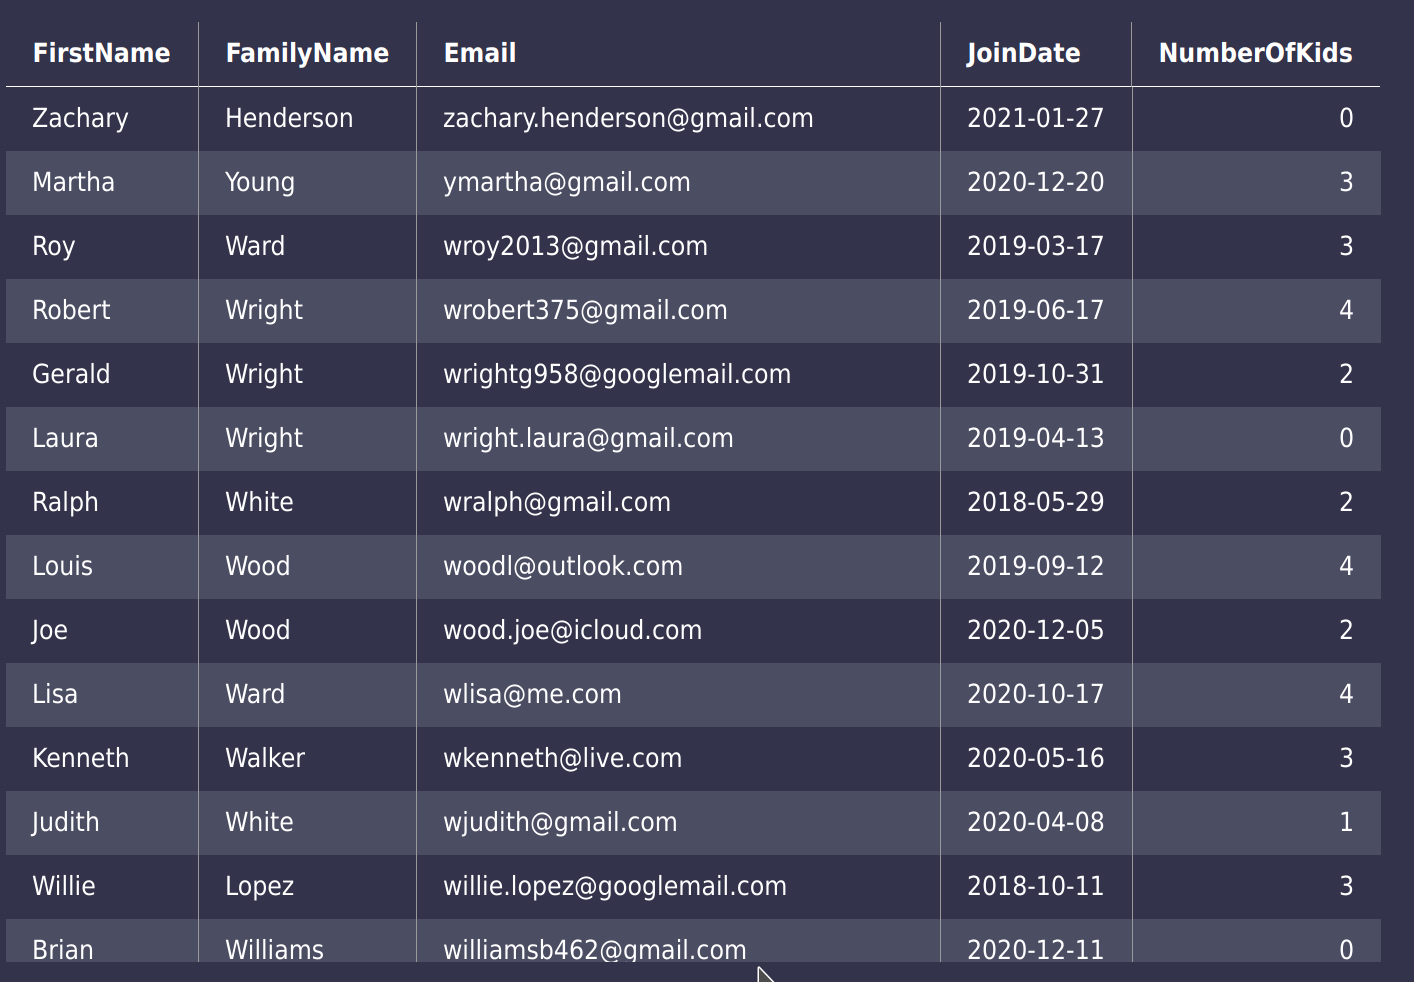 FirstName FamilyName Email JoinDate NumberOfKids
Zachary Henderson zachary.henderson@gmail.com 2021-01-27 0
Martha Young ymartha@gmail.com 2020-12-20 3
Roy Ward wroy2013@gmail.com 2019-03-17 3
Robert Wright wrobert375@gmail.com 2019-06-17 4
Gerald Wright wrightg958@googlemail.com 2019-10-31 2
Laura Wright wright.laura@gmail.com 2019-04-13 0
Ralph White wralph@gmail.com 2018-05-29 2
Louis Wood woodl@outlook.com 2019-09-12 4
Joe Wood wood.joe@icloud.com 2020-12-05 2
Lisa Ward wlisa@me.com 2020-10-17 4
Kenneth Walker wkenneth@live.com 2020-05-16 3
Judith White wjudith@gmail.com 2020-04-08 1
Willie Lopez willie.lopez@googlemail.com 2018-10-11 3
Brian Williams williamsb462@gmail.com 2020-12-11 0